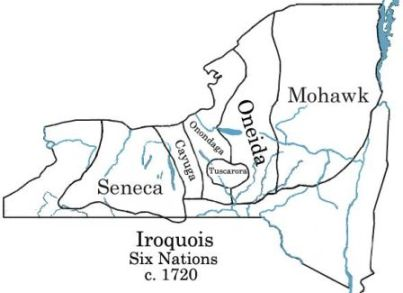 Mohawk
Oneida
Onondaga
Cayuga
Tuscarora
Seneca
Iroquois
Six Nations
c. 1720